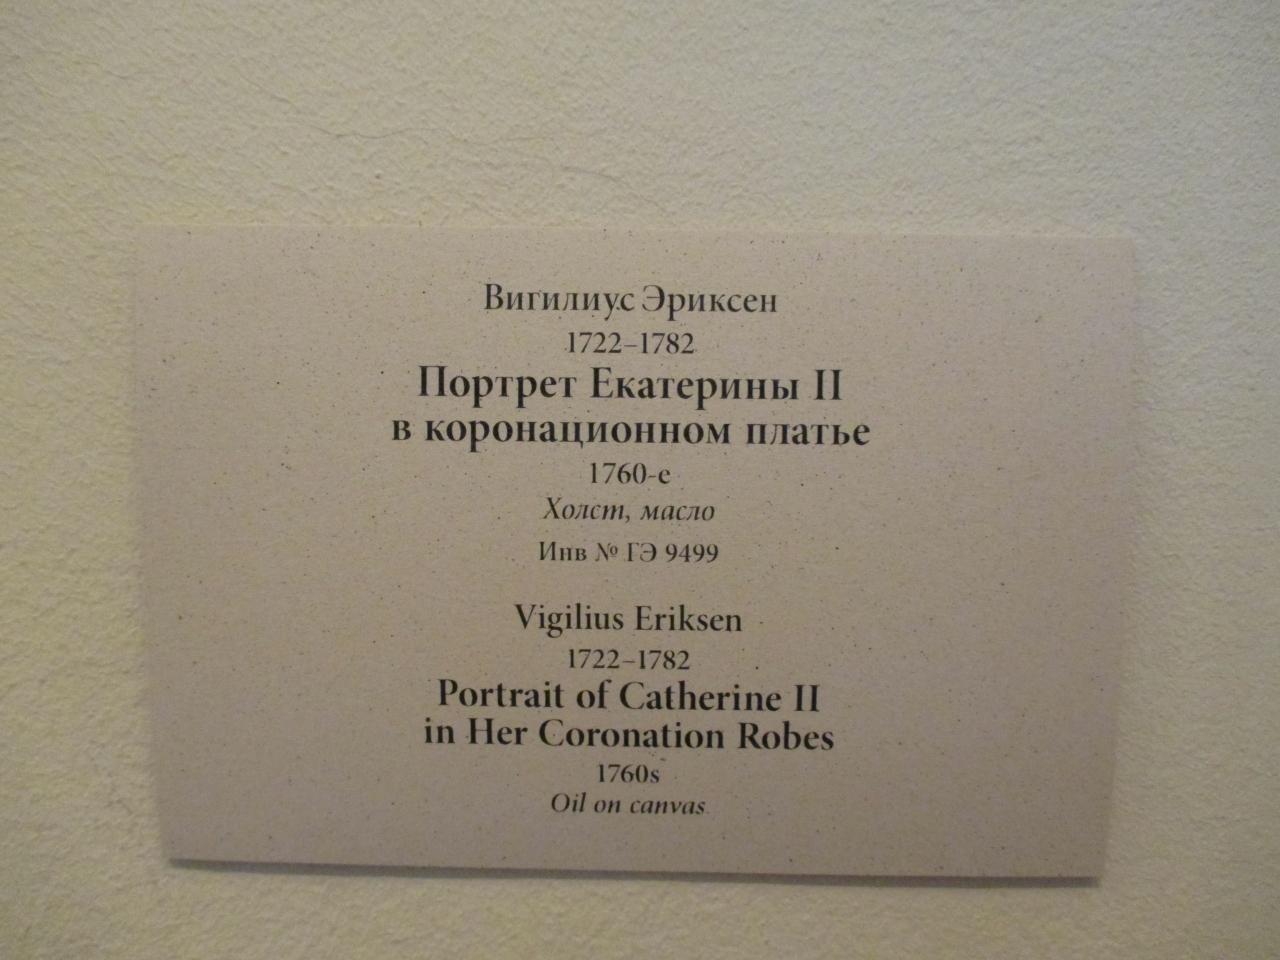 Вигилиус Эриксен
1722–1782
Портрет Екатерины II
в коронационном платье
1760-е
Холст, масло
Инв № ГЭ 9499
Vigilius Eriksen
1722–1782
Portrait of Catherine II
in Her Coronation Robes
1760s
Oil on canvas